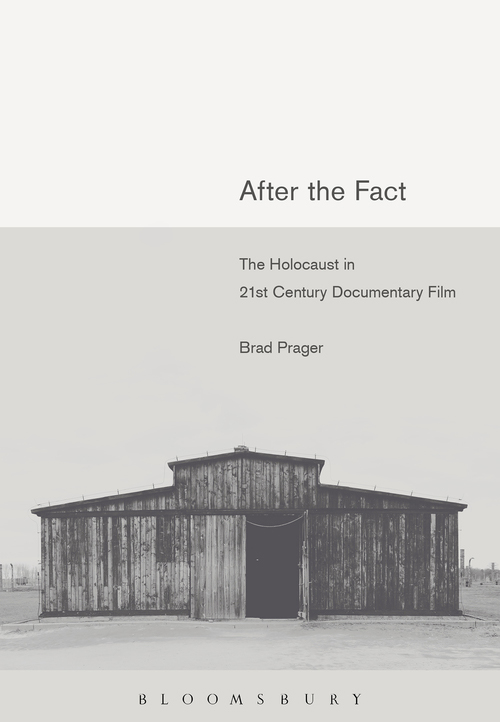 After the Fact
The Holocaust in
21st Century Documentary Film
Brad Prager
BLOOMSBURY